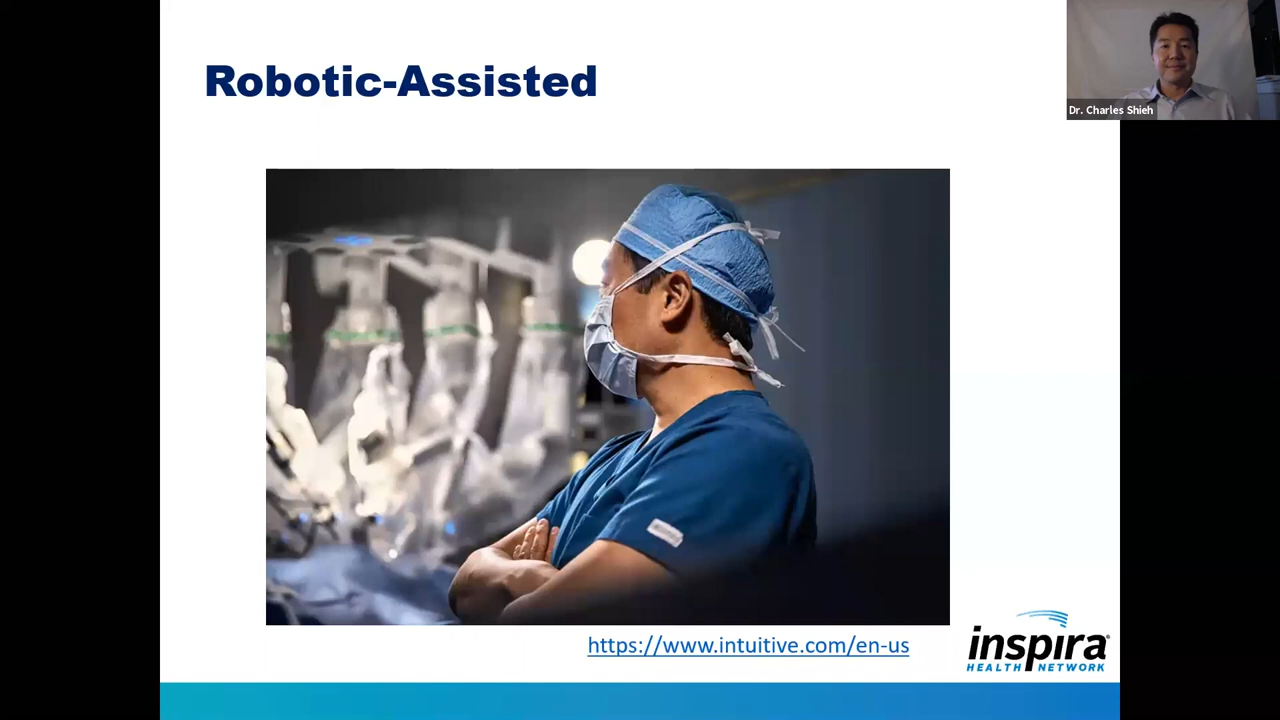 Robotic-Assisted
Dr. Charles Shieh
https://www.intuitive.com/en-us
inspira®
HEALTH NETWORK